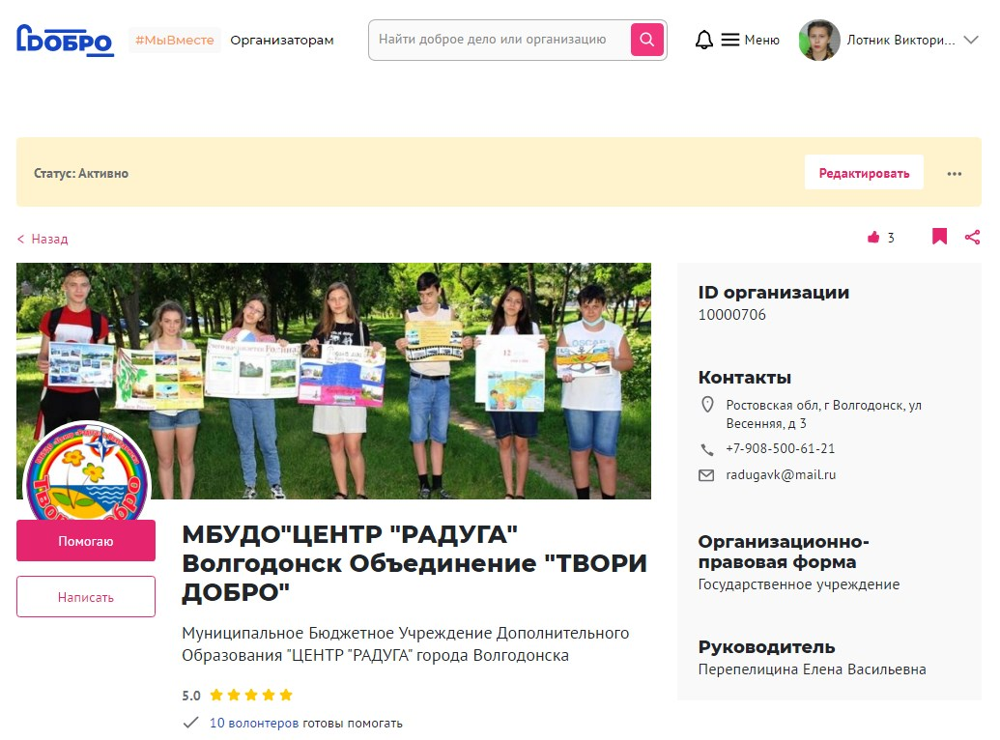 ДОБРО
#МыВместе
Организаторам
Найти доброе дело или организацию
Меню
Лотник Виктори...
Статус: Активно
Редактировать
Назад
3
ID организации
10000706
Контакты
Ростовская обл, г Волгодонск, ул
Весенняя, д 3
+7-908-500-61-21
radugavk@mail.ru
Помогаю
Написать
МБУДО"ЦЕНТР "РАДУГА"
Волгодонск Объединение "ТВОРИ
ДОБРО"
Муниципальное Бюджетное Учреждение Дополнительного
Образования "ЦЕНТР "РАДУГА" города Волгодонска
5.0
10 волонтеров готовы помогать
Организационно-
правовая форма
Государственное учреждение
Руководитель
Перепелицина Елена Васильевна